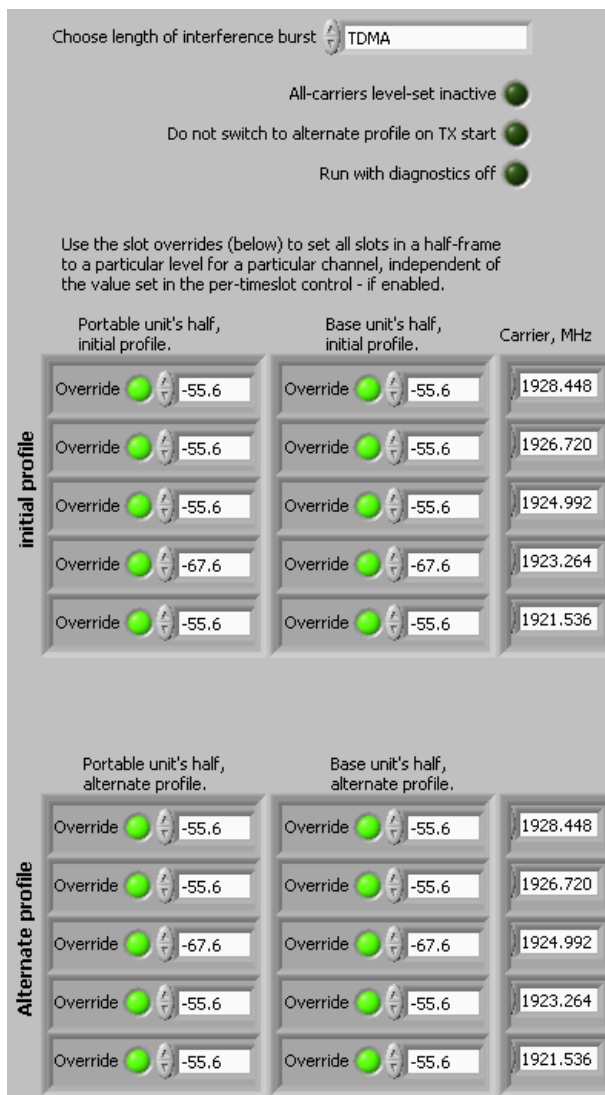 Choose length of interference burst TDMA
All-carriers level-set inactive
Do not switch to alternate profile on TX start
Run with diagnostics off
Use the slot overrides (below) to set all slots in a half-frame
to a particular level for a particular channel, independent of
the value set in the per-timeslot control - if enabled.
Portable unit's half,
initial profile.
Base unit's half,
initial profile.
Carrier, MHz
initial profile
Override -55.6 Override -55.6 1928.448
Override -55.6 Override -55.6 1926.720
Override -55.6 Override -55.6 1924.992
Override -67.6 Override -67.6 1923.264
Override -55.6 Override -55.6 1921.536
Portable unit's half,
alternate profile.
Base unit's half,
alternate profile.
Alternate profile
Override -55.6 Override -55.6 1928.448
Override -55.6 Override -55.6 1926.720
Override -67.6 Override -67.6 1924.992
Override -55.6 Override -55.6 1923.264
Override -55.6 Override -55.6 1921.536